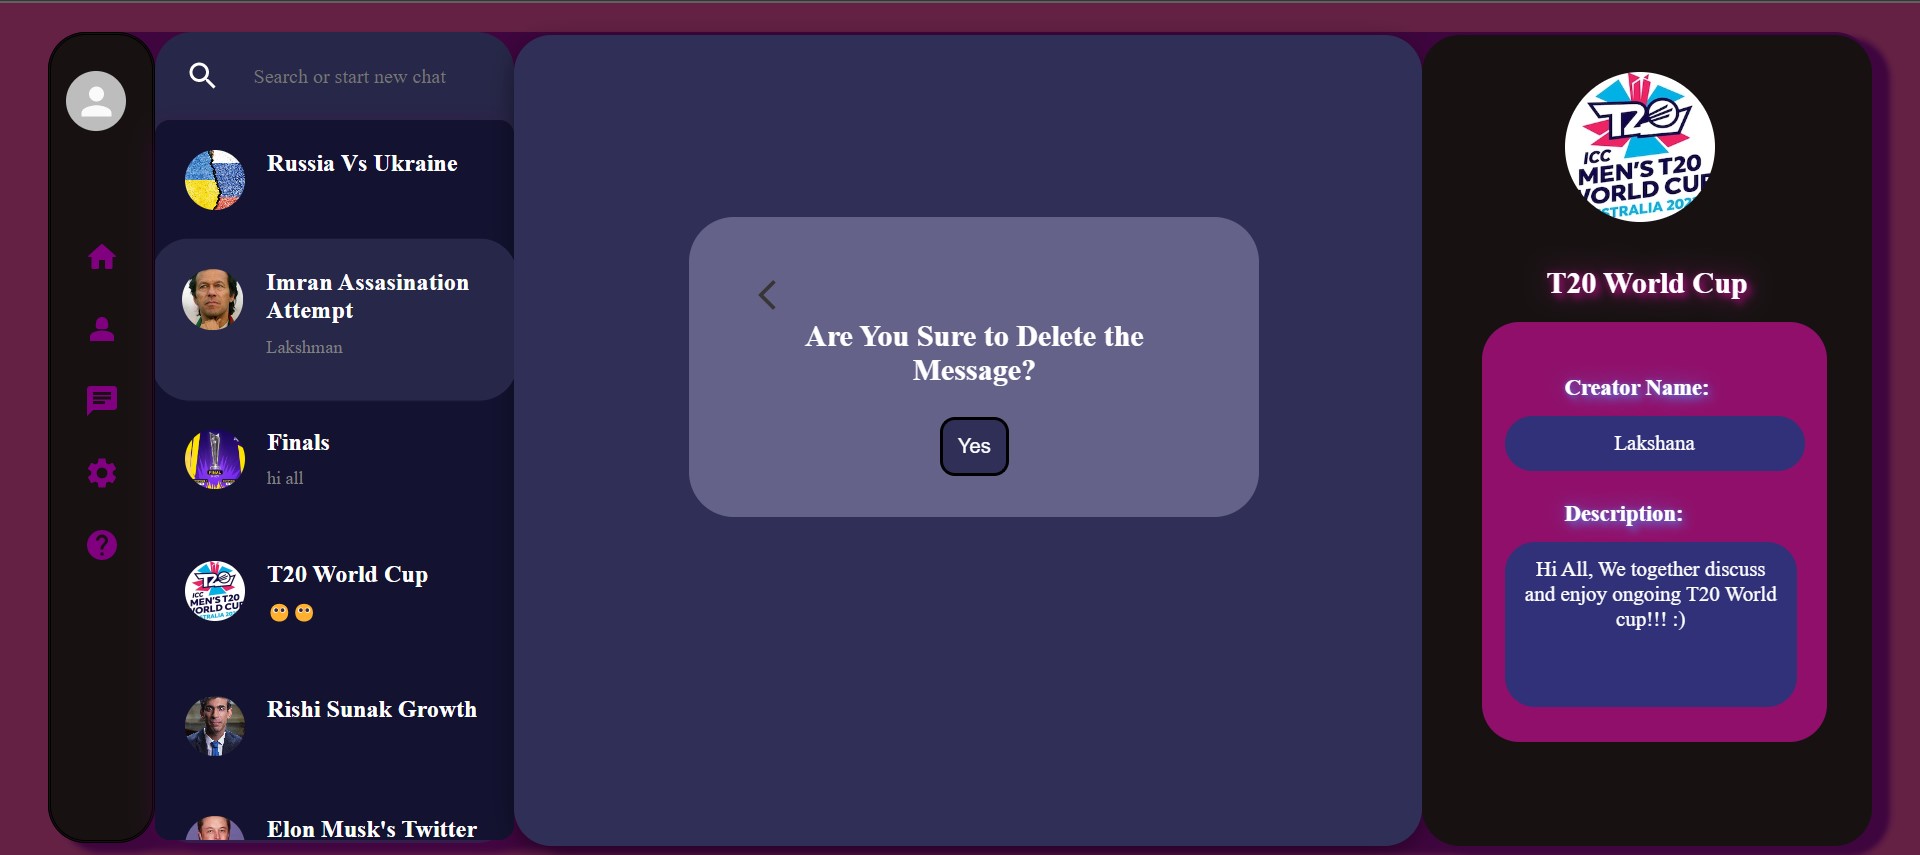 Search or start new chat
Russia Vs Ukraine
Imran Assasination
Attempt
Lakshman
Finals
hi all
T20 World Cup
Rishi Sunak Growth
Elon Musk's Twitter
Are You Sure to Delete the
Message?
Yes
T20
ICC
MEN'S T20
WORLD CUP
T20 World Cup
Creator Name:
Lakshana
Description:
Hi All, We together discuss
and enjoy ongoing T20 World
cup!!! :)